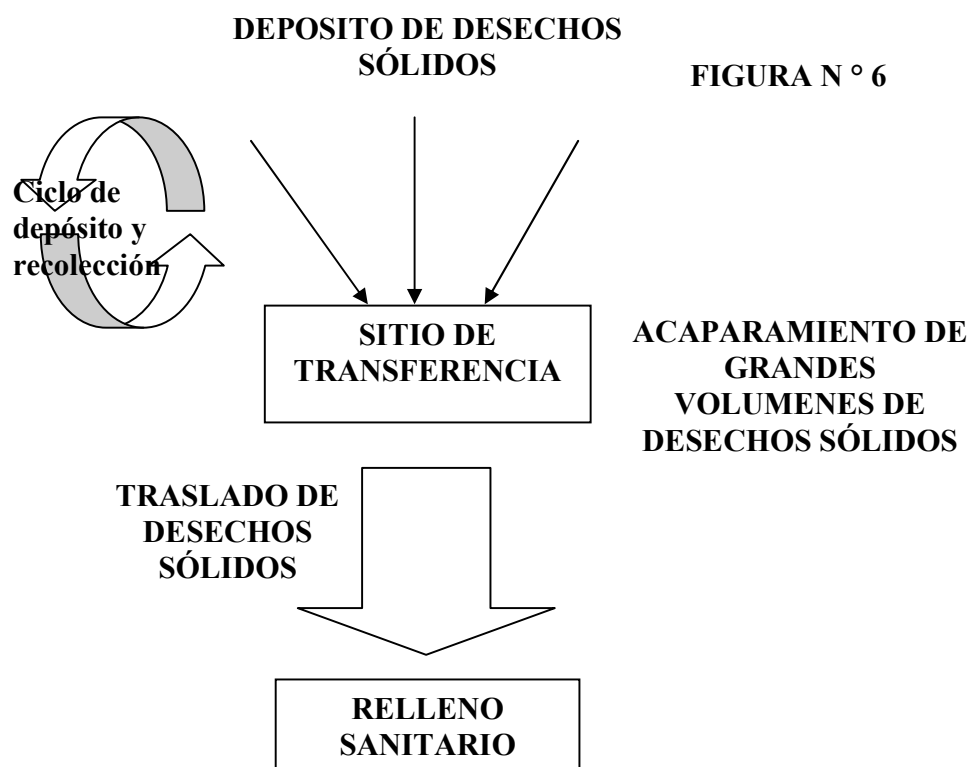 DEPOSITO DE DESECHOS
SÓLIDOS
FIGURA N ° 6
Ciclo de
depósito y
recolección
SITIO DE
TRANSFERENCIA
ACAPARAMIENTO DE
GRANDES
VOLUMENES DE
DESECHOS SÓLIDOS
TRASLADO DE
DESECHOS
SÓLIDOS
RELLENO
SANITARIO